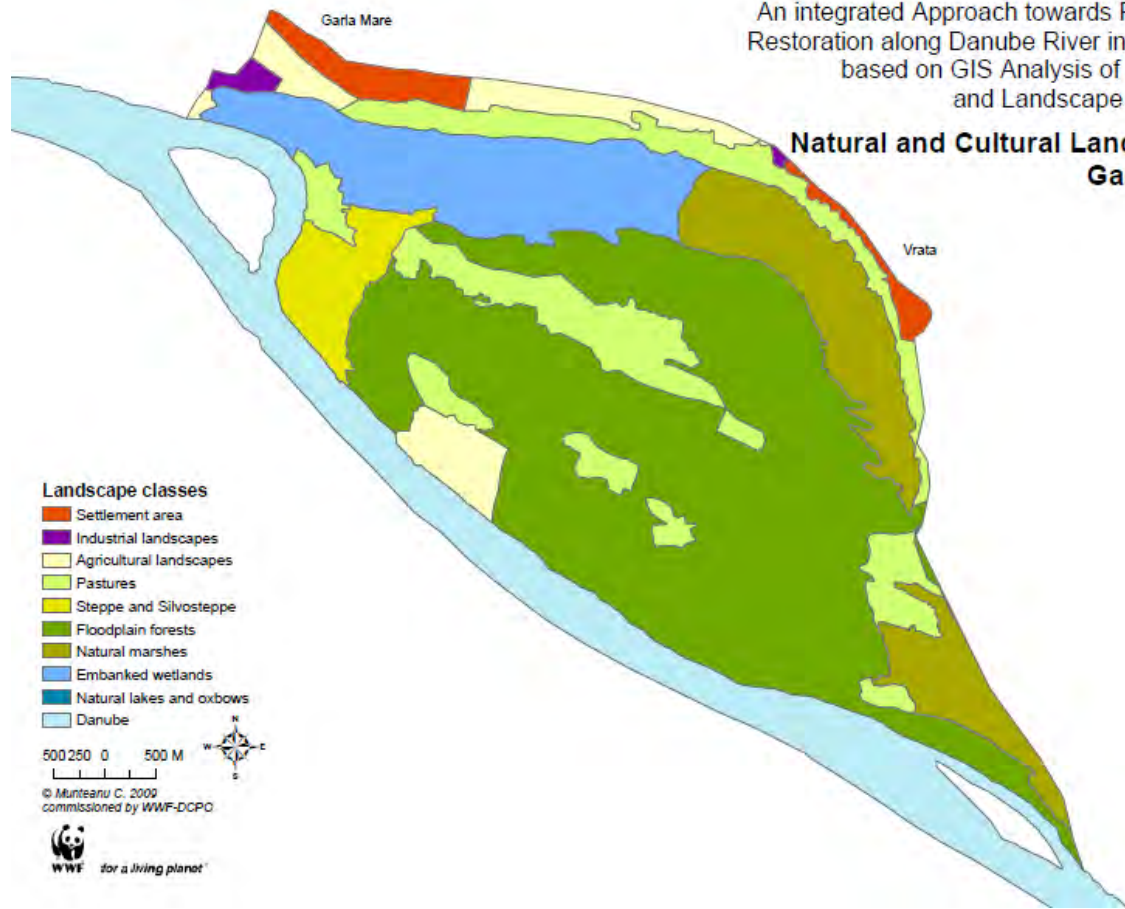 Garla Mare
An integrated Approach towards
Restoration along Danube River in
based on GIS Analysis of
and Landscape
Natural and Cultural
Vrata
Landscape classes
Settlement area
Industrial landscapes
Agricultural landscapes
Pastures
Steppe and Silvosteppe
Floodplain forests
Natural marshes
Embanked wetlands
Natural lakes and oxbows
Danube
N
W E
S
500 250 0 500 M
© Munteanu C. 2009
commissioned by WWF-DCPO
WWF for a living planet